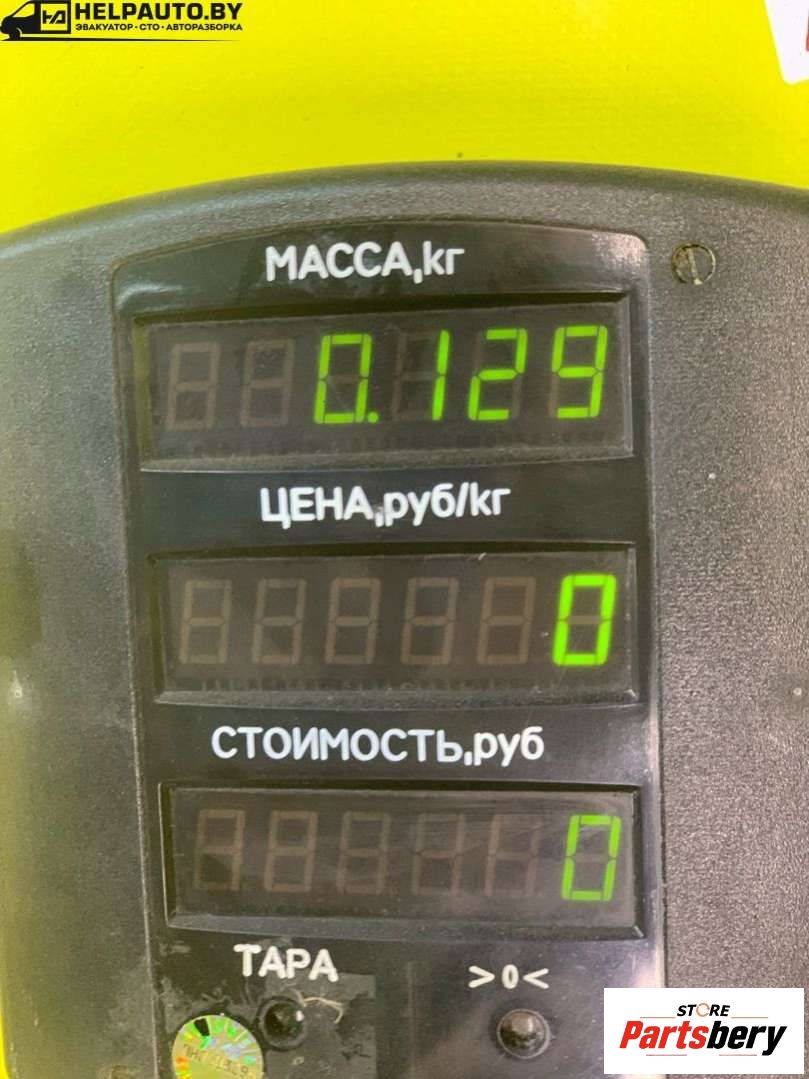 HELPAUTO.BY
ЭВАКУАТОР•СТО•АВТОРАЗБОРКА
МАССА,кг
0.129
ЦЕНА,руб/кг
0
СТОИМОСТЬ,руб
0
ТАРА >0<
STORE
Partsbery